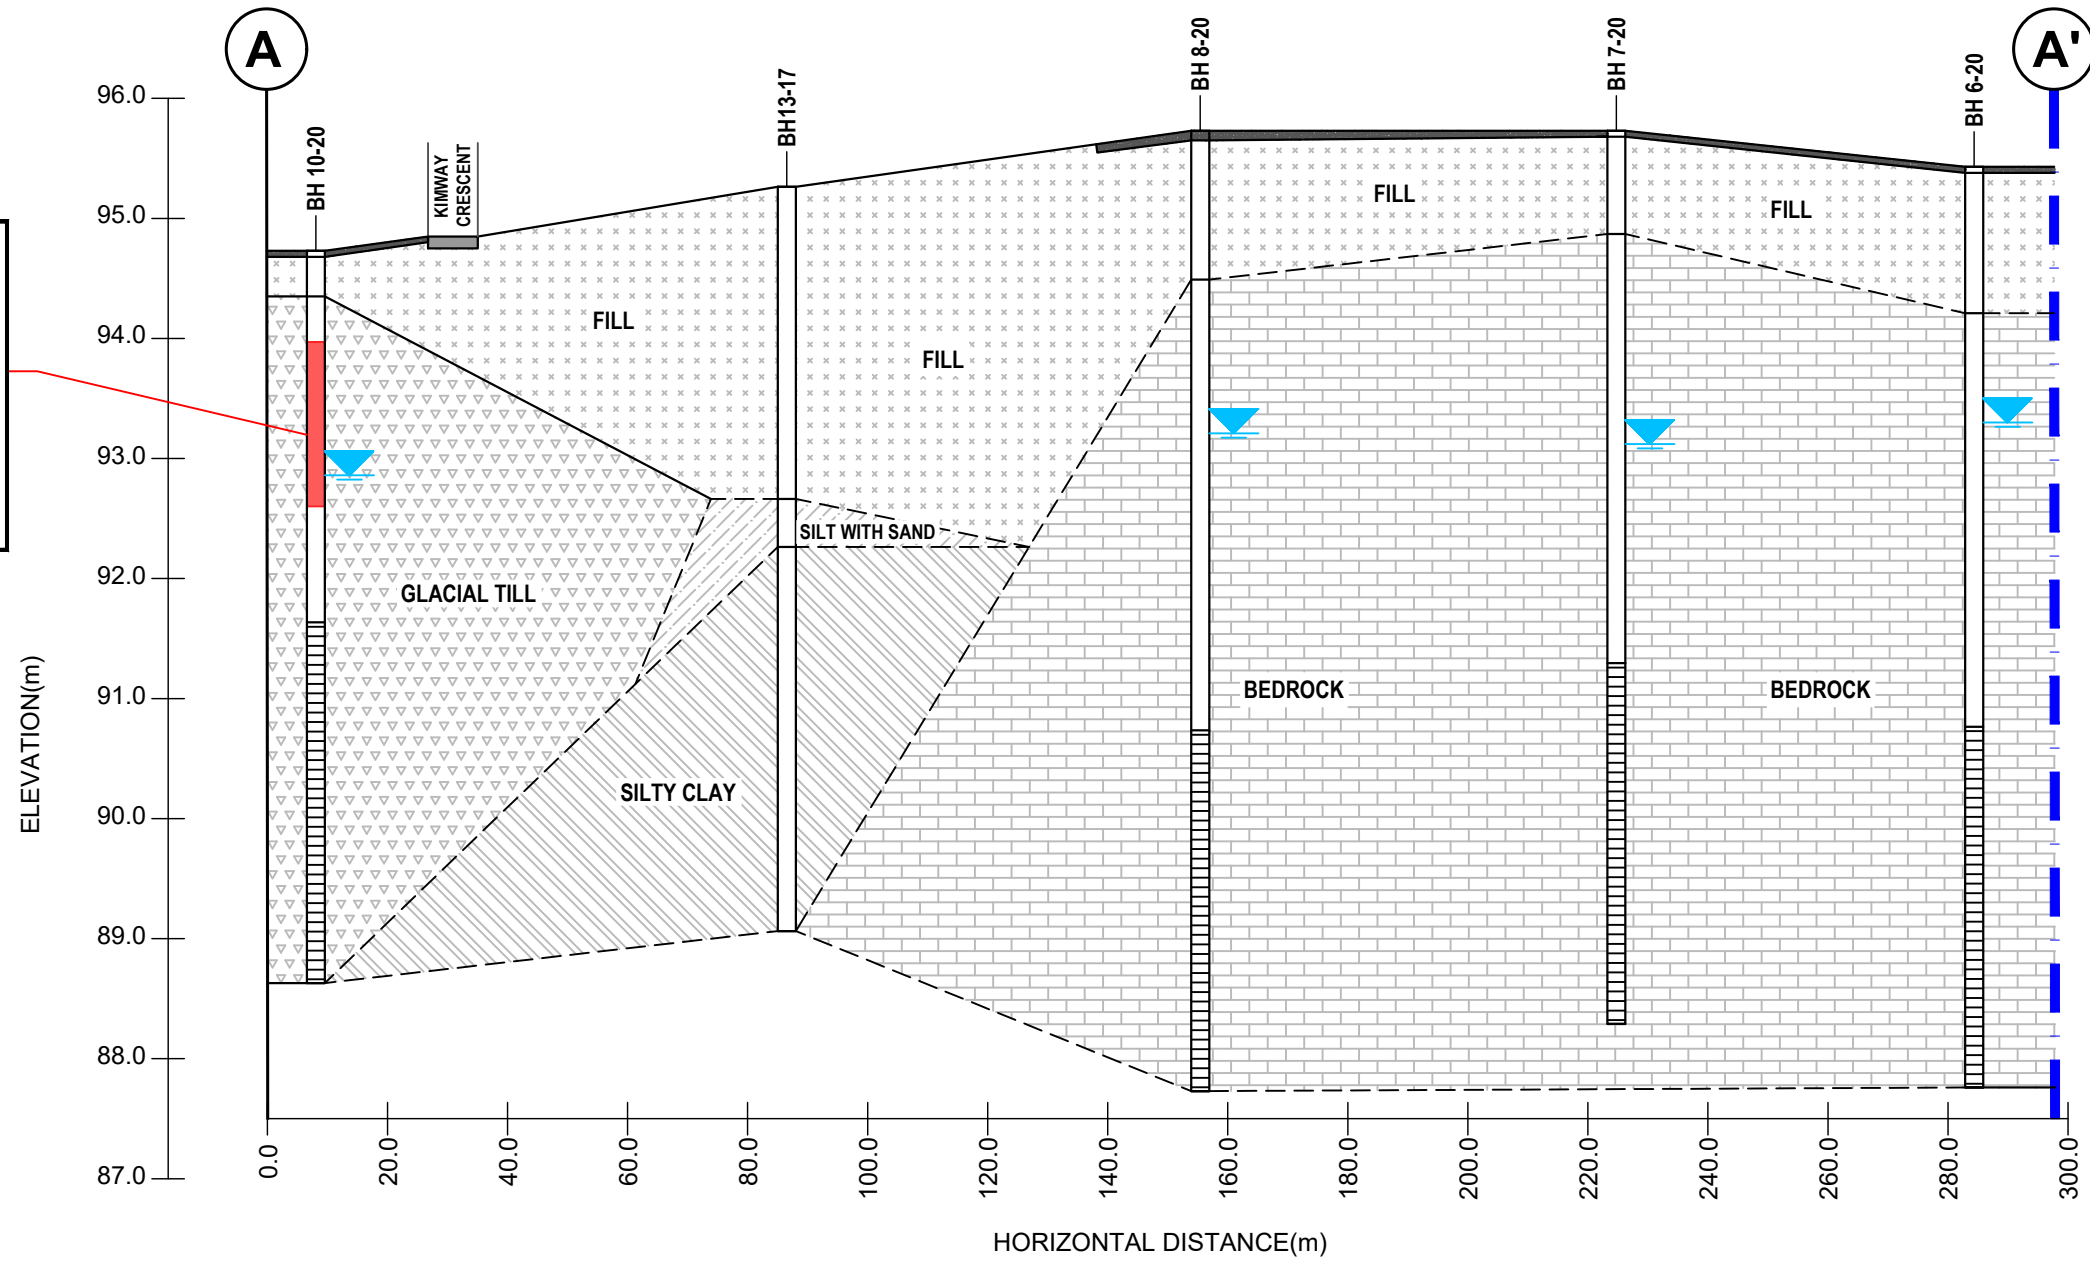 A
A'
BH 10-20
KIMWAY
CRESCENT
BH13-17
BH 8-20
BH 7-20
BH 6-20
96.0
95.0
94.0
93.0
92.0
91.0
90.0
89.0
88.0
87.0
ELEVATION(m)
FILL
FILL
FILL
FILL
SILT WITH SAND
GLACIAL TILL
SILTY CLAY
BEDROCK
BEDROCK
0.0
20.0
40.0
60.0
80.0
100.0
120.0
140.0
160.0
180.0
200.0
220.0
240.0
260.0
280.0
300.0
HORIZONTAL DISTANCE(m)